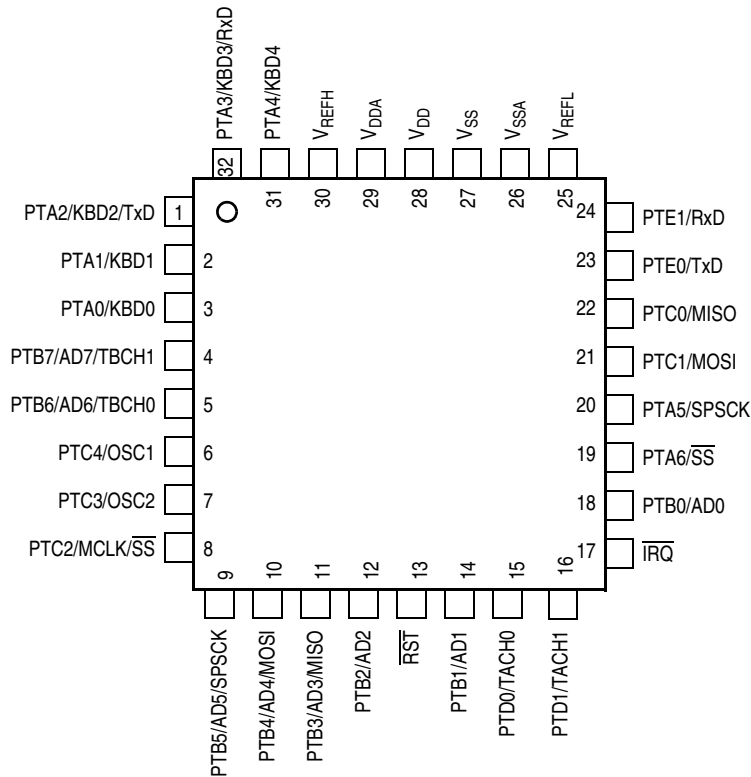 PTA3/KBD3/RxD
PTA4/KBD4
VREFH
VDDA
VDD
VSS
VSSA
VREFL
32
31
30
29
28
27
26
25
PTA2/KBD2/TxD
1
PTA1/KBD1
2
PTA0/KBD0
3
PTB7/AD7/TBCH1
4
PTB6/AD6/TBCH0
5
PTC4/OSC1
6
PTC3/OSC2
7
PTC2/MCLK/S̅S̅
8
24
PTE1/RxD
23
PTE0/TxD
22
PTC0/MISO
21
PTC1/MOSI
20
PTA5/SPSCK
19
PTA6/S̅S̅
18
PTB0/AD0
17
I̅R̅Q̅
9
10
11
12
13
14
15
16
PTB5/AD5/SPSCK
PTB4/AD4/MOSI
PTB3/AD3/MISO
PTB2/AD2
R̅S̅T̅
PTB1/AD1
PTD0/TACH0
PTD1/TACH1